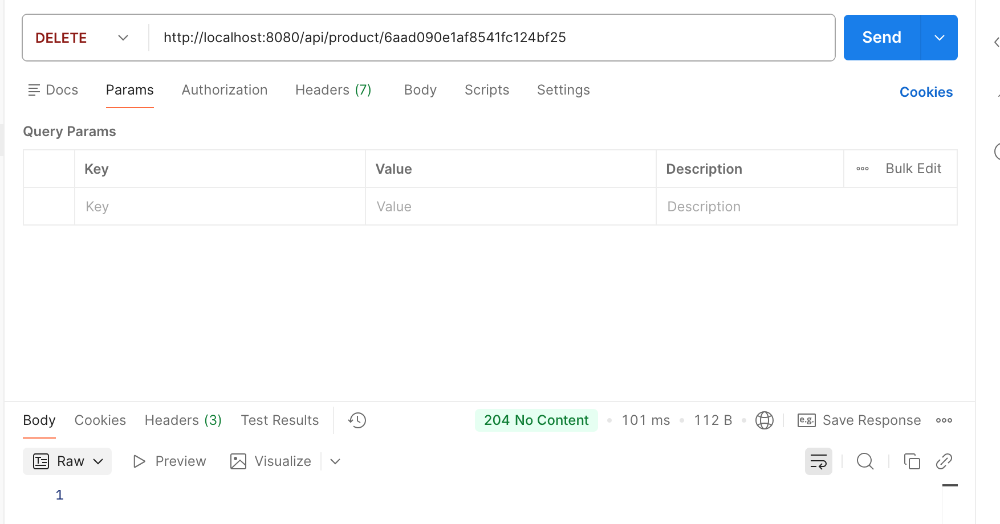 DELETE http://localhost:8080/api/product/6aad090e1af8541fc124bf25 Send
Docs Params Authorization Headers (7) Body Scripts Settings Cookies
Query Params
Key Value Description Bulk Edit
Key Value Description
Body Cookies Headers (3) Test Results 204 No Content 101 ms 112 B e.g. Save Response
Raw Preview Visualize
1